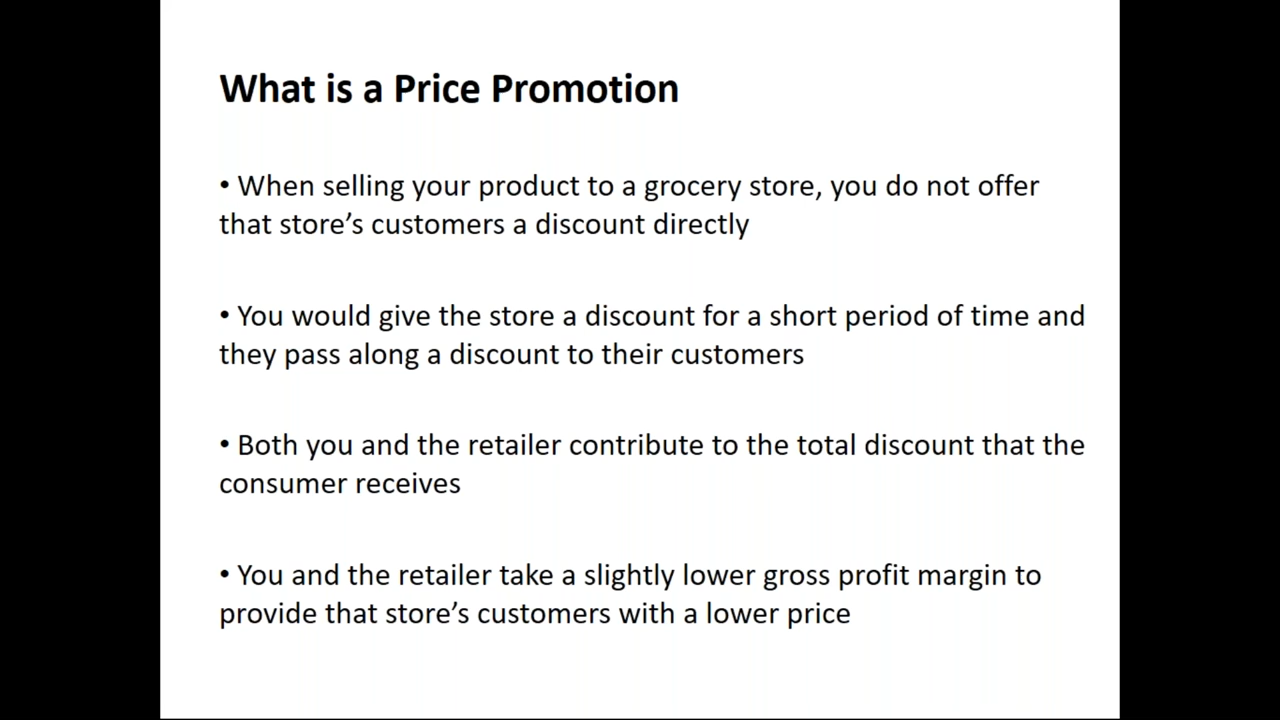 What is a Price Promotion
• When selling your product to a grocery store, you do not offer
that store’s customers a discount directly
• You would give the store a discount for a short period of time and
they pass along a discount to their customers
• Both you and the retailer contribute to the total discount that the
consumer receives
• You and the retailer take a slightly lower gross profit margin to
provide that store’s customers with a lower price